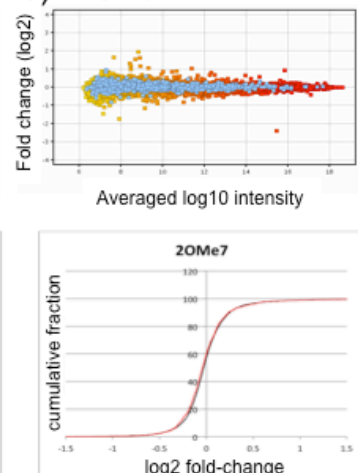 )
Fold change (log2)
4
3
2
1
0
-1
-2
-3
-4
6 8 10 12 14 16 18
Averaged log10 intensity
2OMe7
cumulative fraction
120
100
80
60
40
20
0
-1.5 -1 -0.5 0 0.5 1 1.5
log2 fold-change